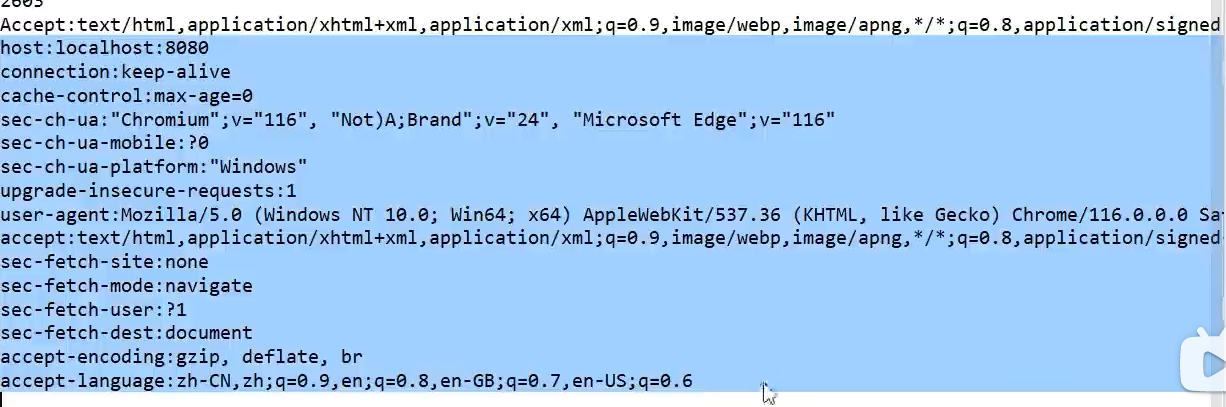 2603
Accept:text/html,application/xhtml+xml,application/xml;q=0.9,image/webp,image/apng,*/*;q=0.8,application/signed
host:localhost:8080
connection:keep-alive
cache-control:max-age=0
sec-ch-ua:"Chromium";v="116", "Not)A;Brand";v="24", "Microsoft Edge";v="116"
sec-ch-ua-mobile:?0
sec-ch-ua-platform:"Windows"
upgrade-insecure-requests:1
user-agent:Mozilla/5.0 (Windows NT 10.0; Win64; x64) AppleWebKit/537.36 (KHTML, like Gecko) Chrome/116.0.0.0 Sa
accept:text/html,application/xhtml+xml,application/xml;q=0.9,image/webp,image/apng,*/*;q=0.8,application/signed
sec-fetch-site:none
sec-fetch-mode:navigate
sec-fetch-user:?1
sec-fetch-dest:document
accept-encoding:gzip, deflate, br
accept-language:zh-CN,zh;q=0.9,en;q=0.8,en-GB;q=0.7,en-US;q=0.6